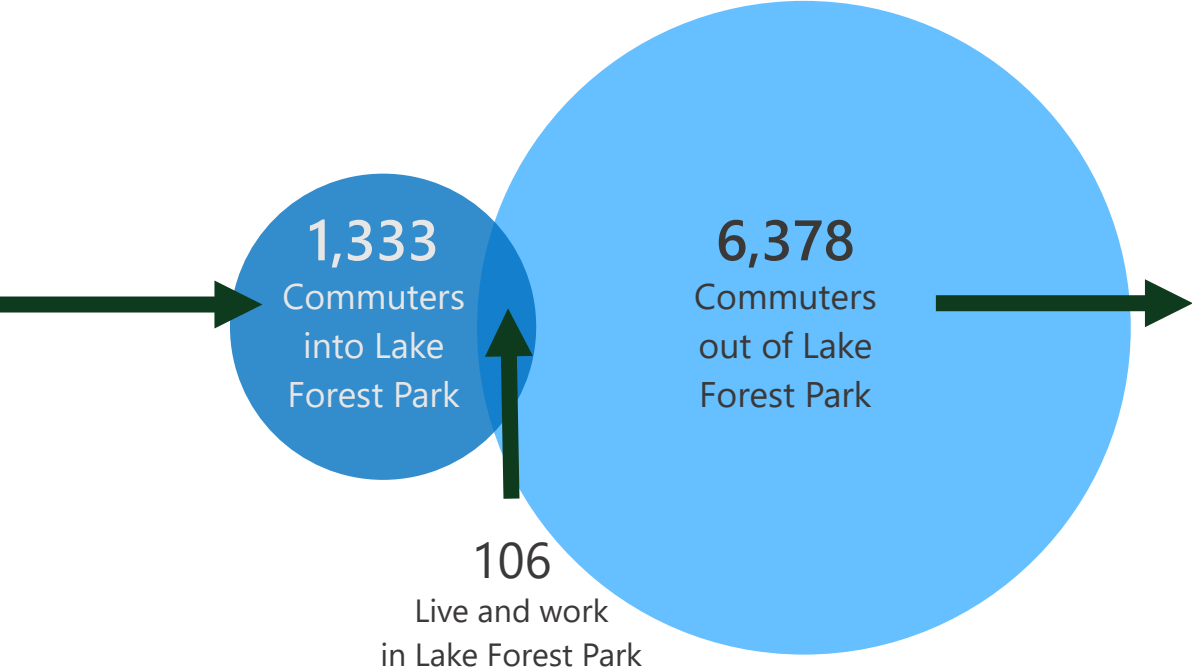 1,333
Commuters
into Lake
Forest Park
6,378
Commuters
out of Lake
Forest Park
106
Live and work
in Lake Forest Park